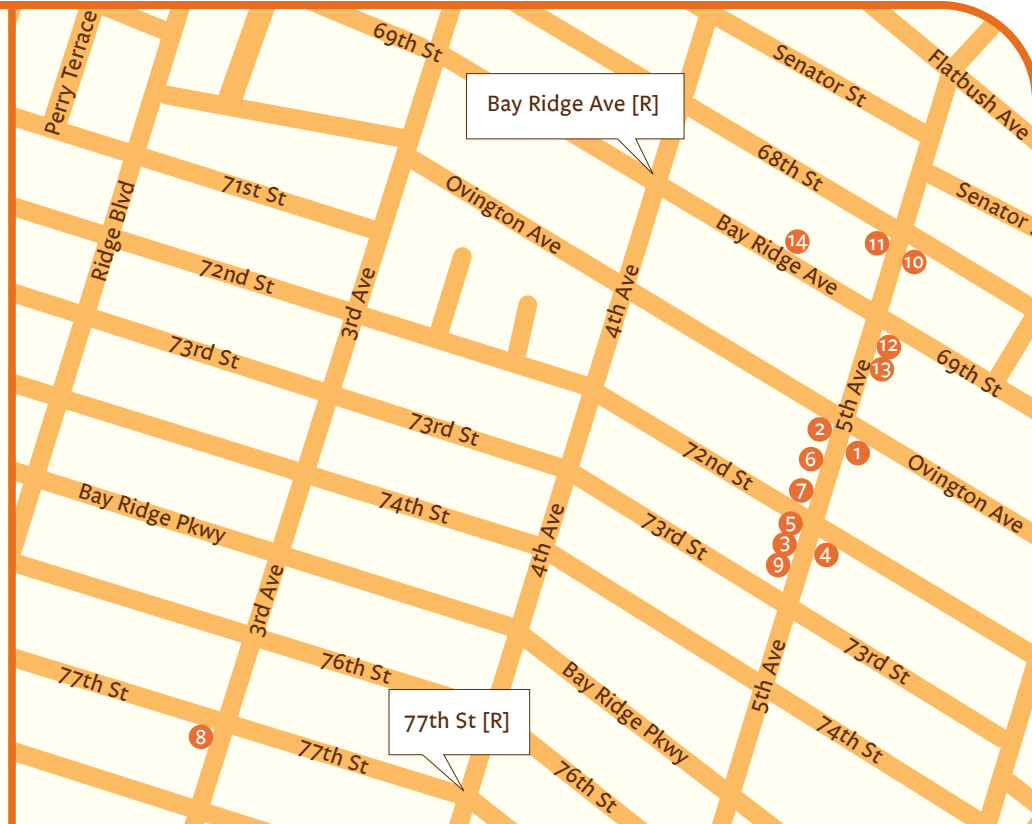 Perry Terrace
69th St
Senator St
Flatbush Ave
Bay Ridge Ave [R]
68th St
Senator
71st St
Ovington Ave
Ridge Blvd
Bay Ridge Ave
14
11
10
72nd St
3rd Ave
4th Ave
73rd St
12
13
69th St
5th Ave
73rd St
2
1
6
72nd St
7
Ovington Ave
74th St
Bay Ridge Pkwy
73rd St
5
3
4
9
4th Ave
3rd Ave
76th St
73rd St
77th St
5th Ave
Bay Ridge Pkwy
77th St [R]
8
77th St
74th St
76th St